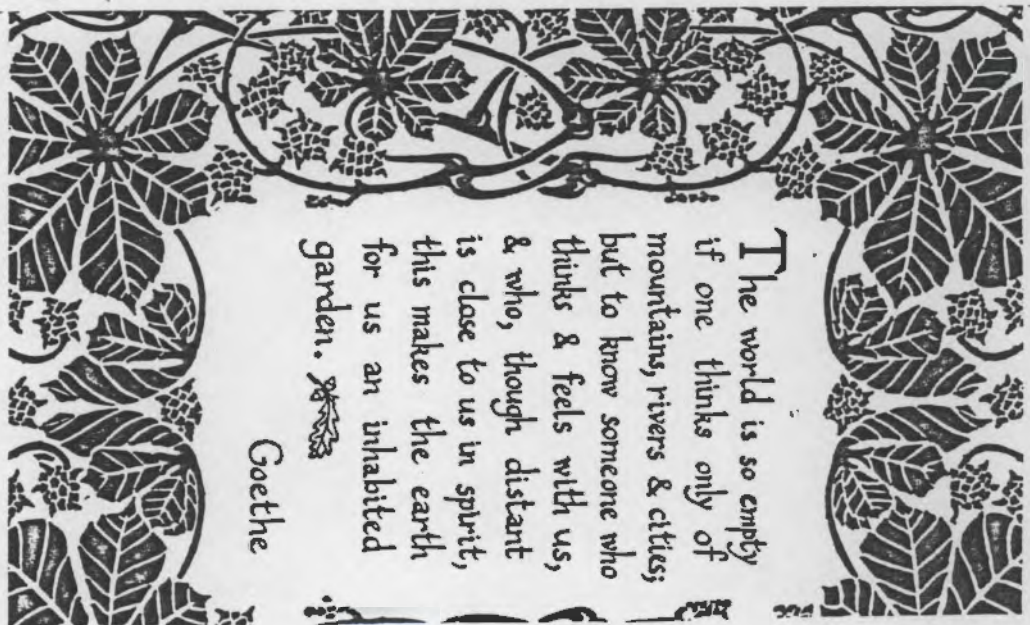 The world is so empty
if one thinks only of
mountains, rivers & cities;
but to know someone who
thinks & feels with us,
& who, though distant
is close to us in spirit,
this makes the earth
for us an inhabited
garden.
Goethe